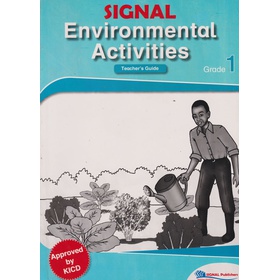 SIGNAL
Environmental
Activities
Teacher's Guide
Grade 1
Approved
by
KICD
SIGNAL Publishers